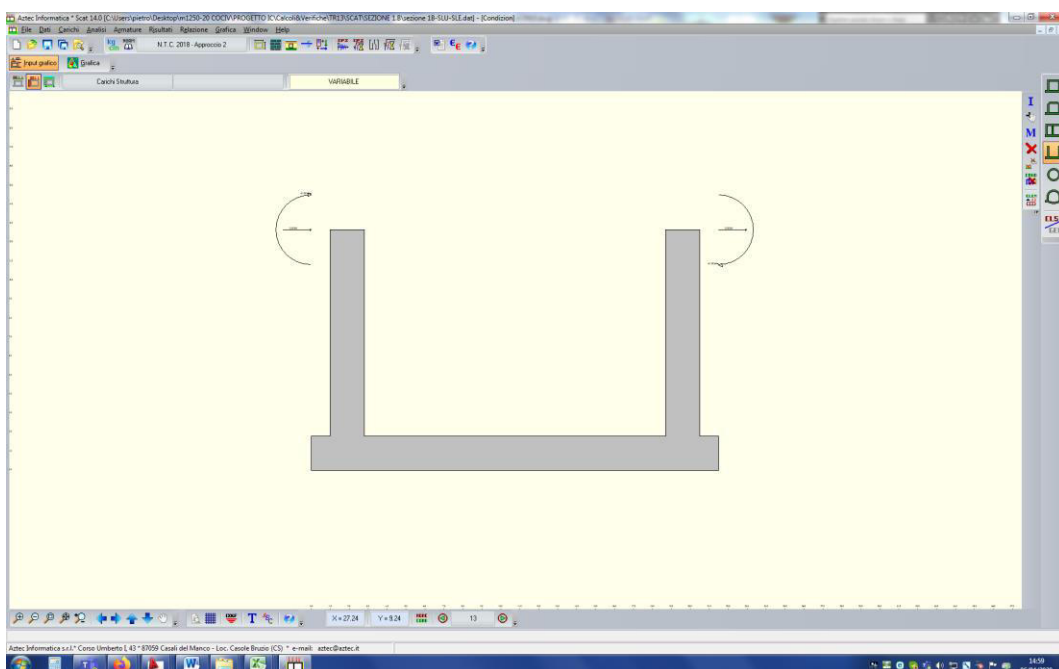 Aztec Informatica * Scat 14.0 [C:\Users\pietro\Desktop\m1250-20 COCIV\PROGETTO IC\Calcoli&Verifiche\TR13\SCAT\SEZIONE 1.B\sezione 1B-SLU-SLE.dat] - [Condizioni]
File Dati Carichi Analisi Armature Risultati Relazione Grafica Window Help
N.T.C. 2018 - Approccio 2
Input grafico Grafica
Carichi Struttura VARIABILE
I
M
X = 27.24 Y = 9.24 13
Aztec Informatica s.r.l.* Corso Umberto I, 43 * 87059 Casali del Manco - Loc. Casole Bruzio (CS) * e-mail: aztec@aztec.it
14:59